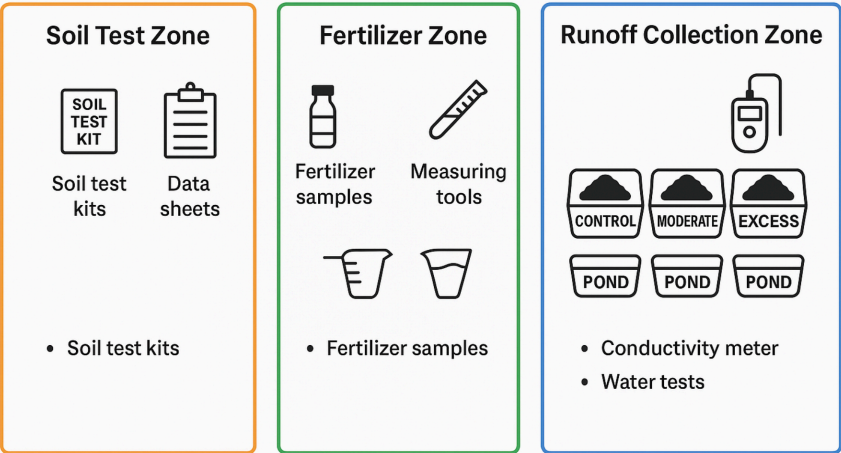 Soil Test Zone
SOIL
TEST
KIT
Soil test
kits
Data
sheets
• Soil test kits
Fertilizer Zone
Fertilizer
samples
Measuring
tools
• Fertilizer samples
Runoff Collection Zone
CONTROL
MODERATE
EXCESS
POND
POND
POND
• Conductivity meter
• Water tests